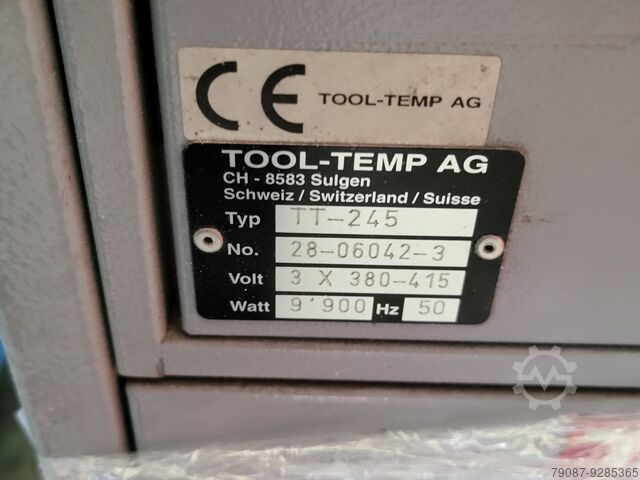 CE TOOL-TEMP AG
TOOL-TEMP AG
CH - 8583 Sulgen
Schweiz / Switzerland / Suisse
Typ TT-245
No. 28-06042-3
Volt 3 X 380-415
Watt 9'900 Hz 50
79087-9285365